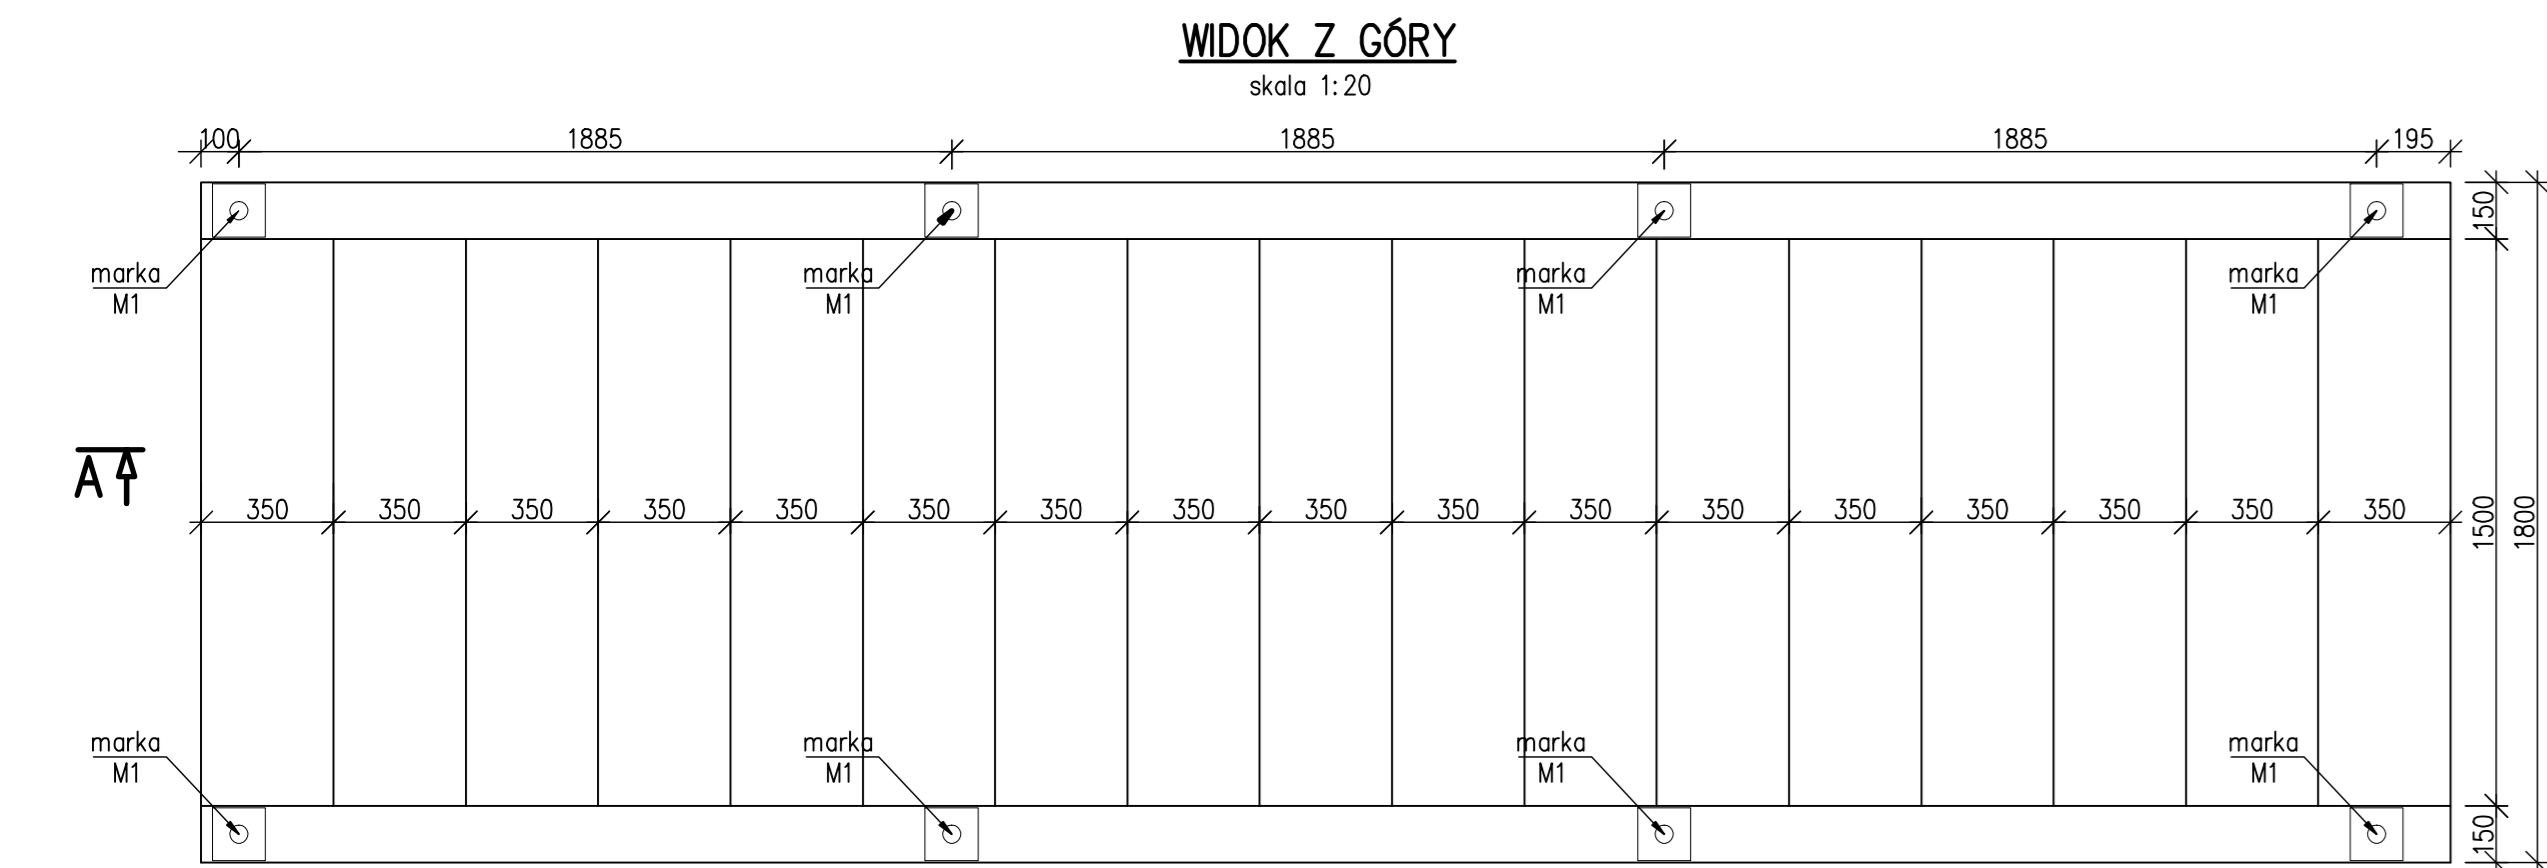 WIDOK Z GÓRY
skala 1:20
100 1885 1885 1885 195
150
marka marka marka marka
M1 M1 M1 M1
A
350 350 350 350 350 350 350 350 350 350 350 350 350 350 350 350 350
1500 1800
marka marka marka marka
M1 M1 M1 M1
150